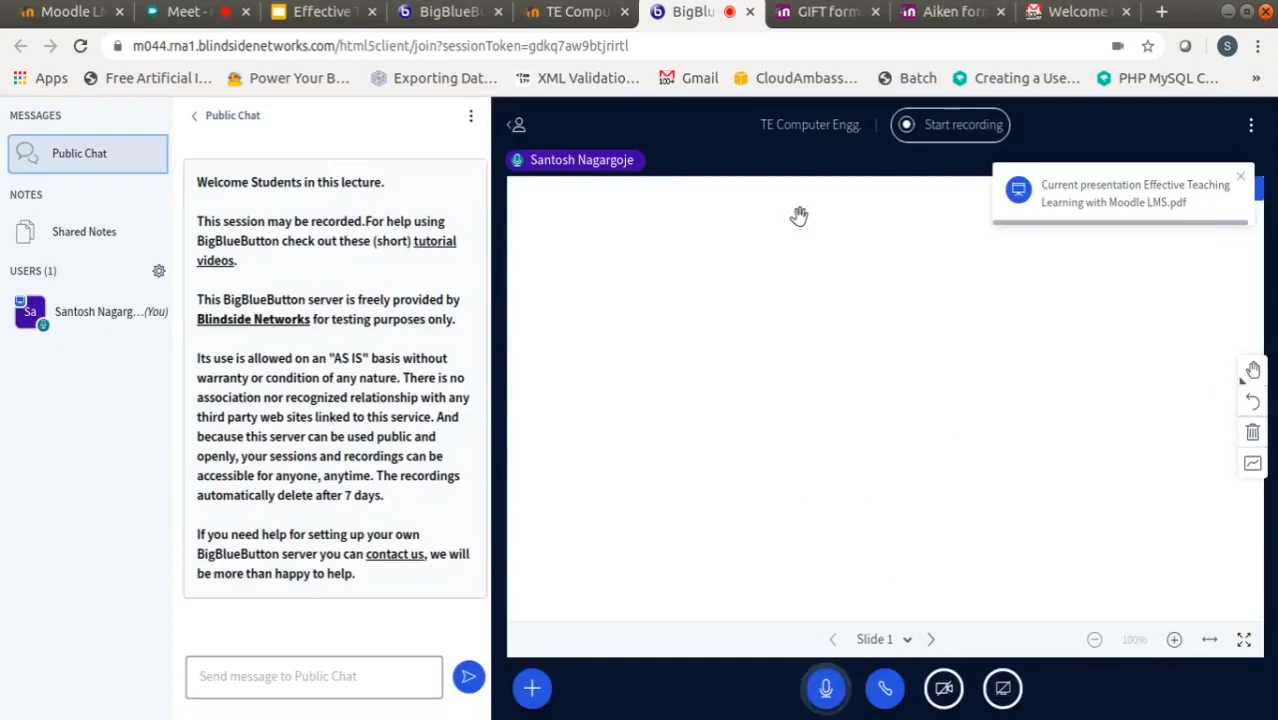 Moodle LM
Meet -
Effective T
BigBlueBu
TE Compu
BigBlu
GIFT form
Aiken form
Welcome
m044.rna1.blindsidenetworks.com/html5client/join?sessionToken=gdkq7aw9btjrirtl
S
Apps
Free Artificial I...
Power Your B...
Exporting Dat...
XML Validatio...
Gmail
CloudAmbass...
Batch
Creating a Use...
PHP MySQL C...
»
MESSAGES
Public Chat
NOTES
Shared Notes
USERS (1)
Sa
Santosh Nagarg...(You)
Public Chat
Welcome Students in this lecture.
This session may be recorded.For help using
BigBlueButton check out these (short) tutorial
videos.
This BigBlueButton server is freely provided by
Blindside Networks for testing purposes only.
Its use is allowed on an "AS IS" basis without
warranty or condition of any nature. There is no
association nor recognized relationship with any
third party web sites linked to this service. And
because this server can be used public and
openly, your sessions and recordings can be
accessible for anyone, anytime. The recordings
automatically delete after 7 days.
If you need help for setting up your own
BigBlueButton server you can contact us, we will
be more than happy to help.
Send message to Public Chat
TE Computer Engg.
Start recording
Santosh Nagargoje
Current presentation Effective Teaching
Learning with Moodle LMS.pdf
Slide 1
100%